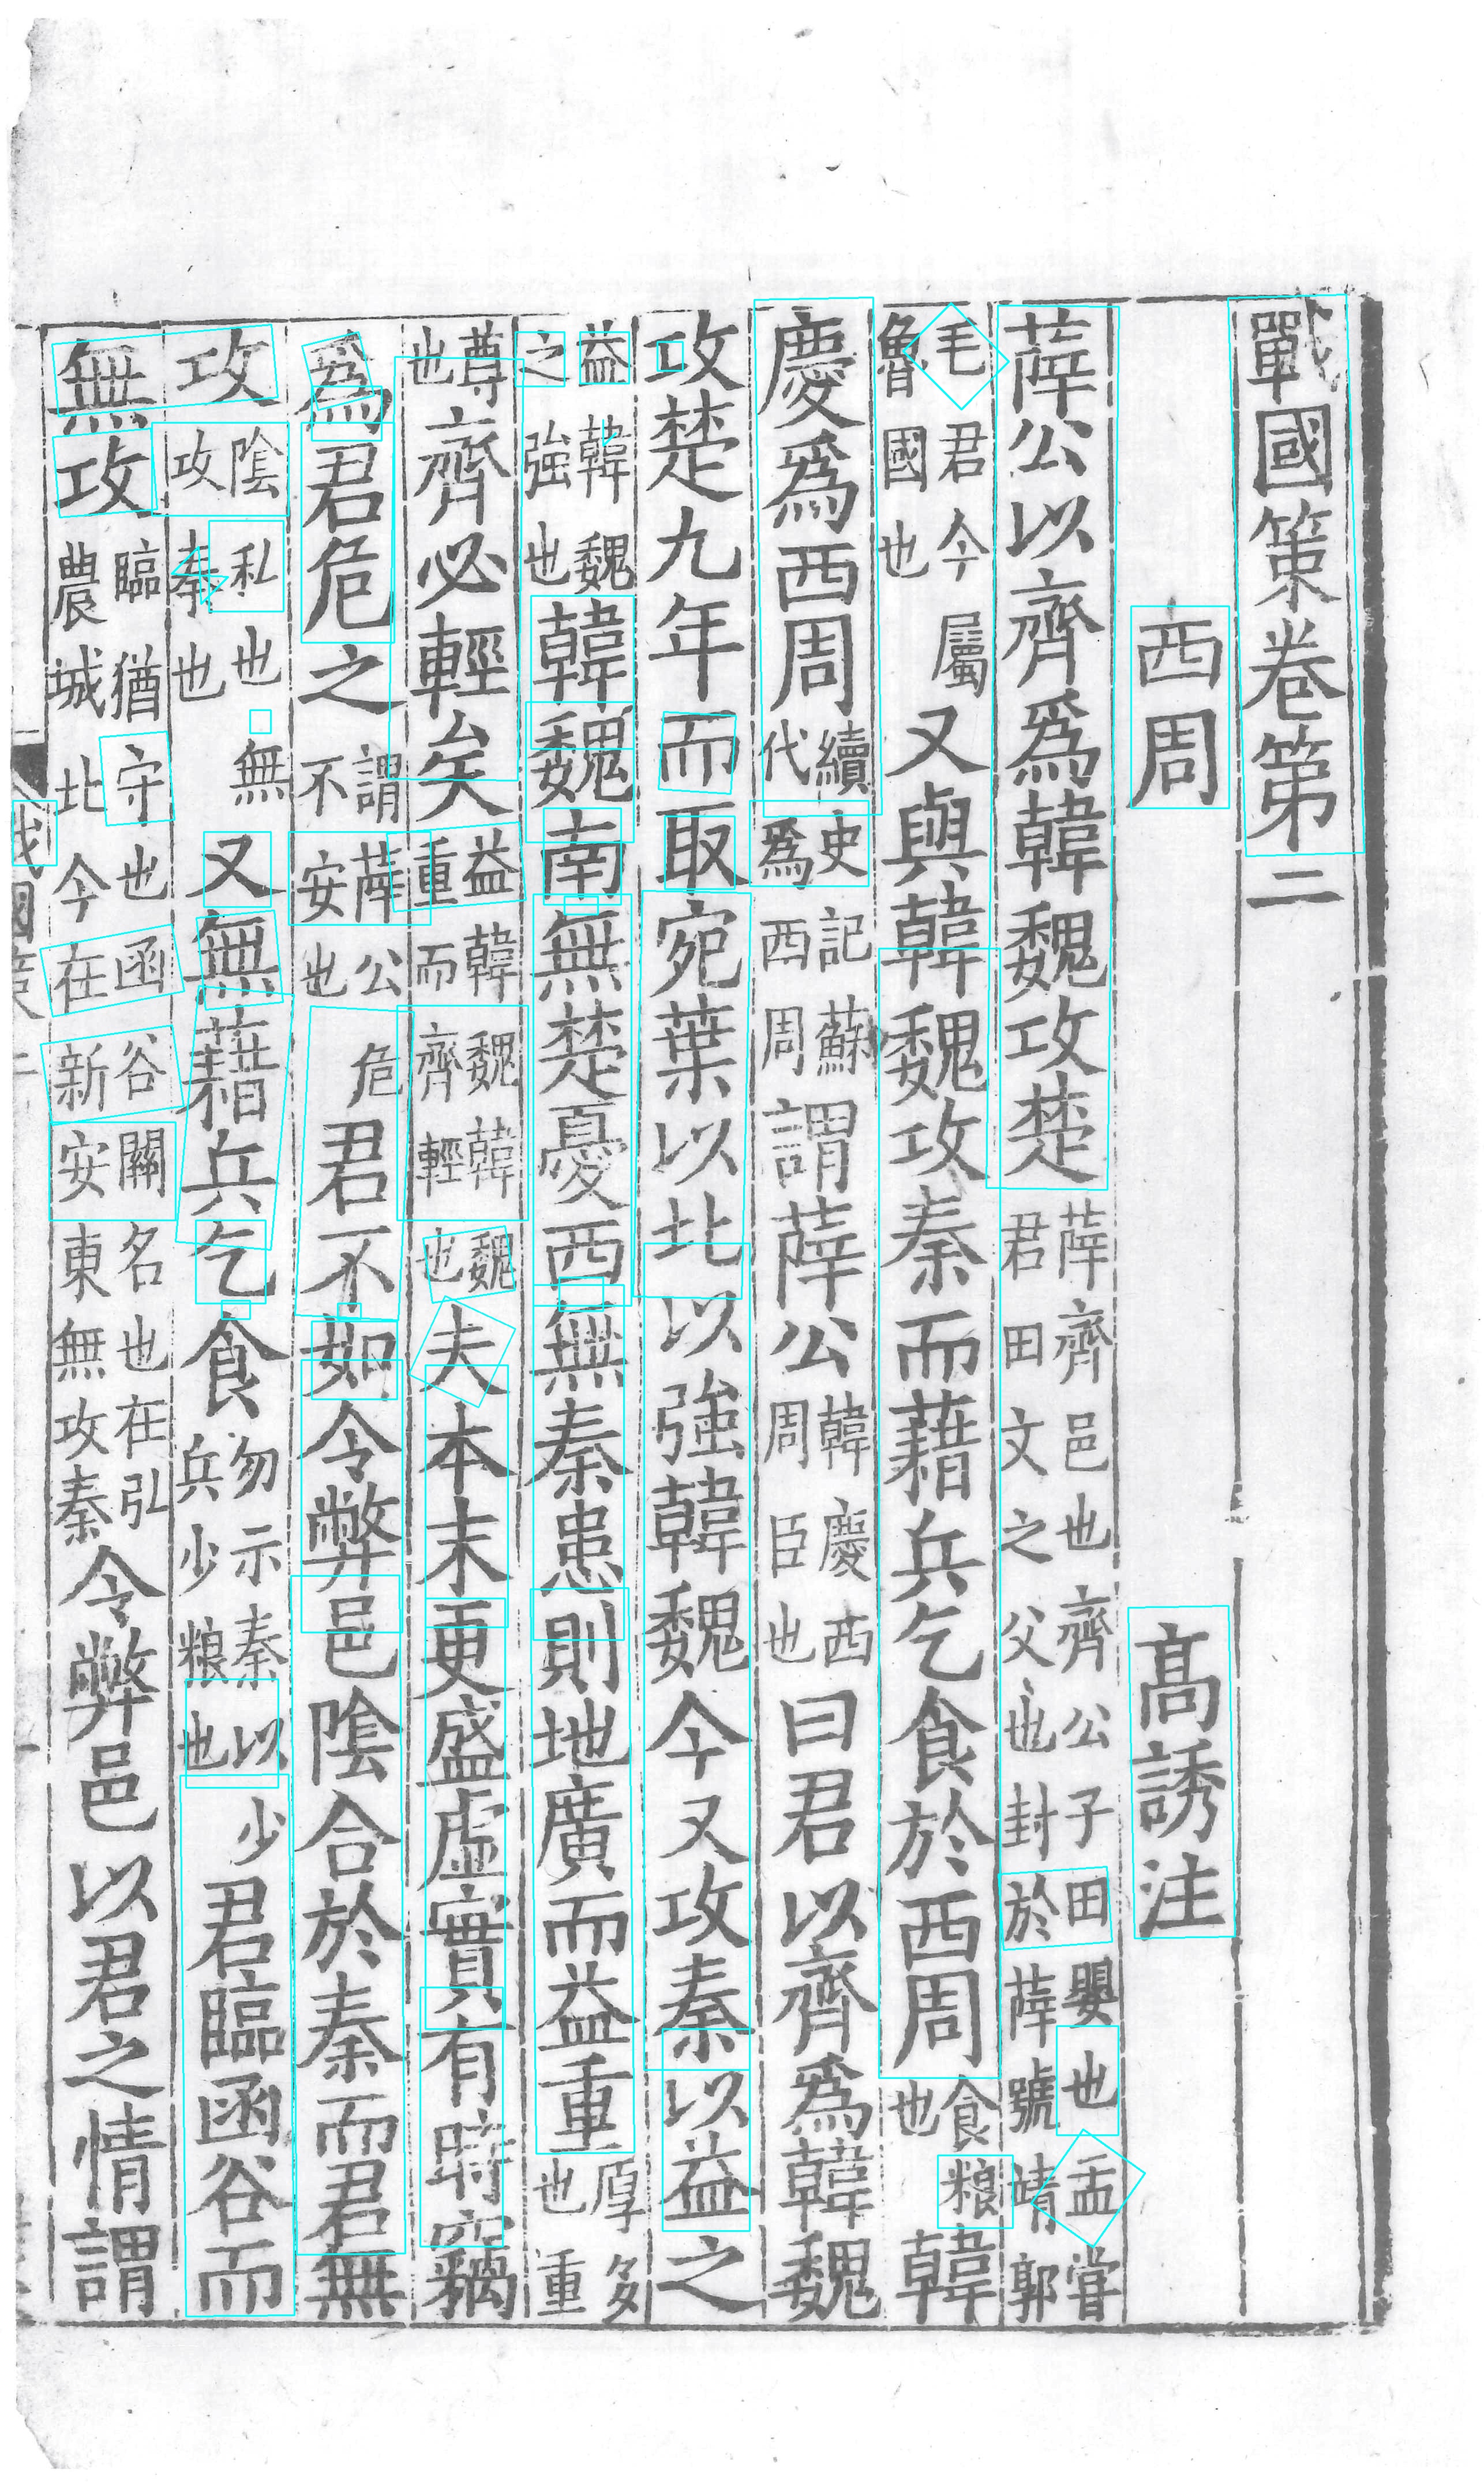 戰國策卷第二
西周
高誘注
薛公以齊爲韓魏攻楚
薛齊邑也齊公子田嬰也孟嘗
君田文之父也封於薛號靖郭
毛君今屬
魯國也
又與韓魏攻秦而藉兵乞食於西周
食粮
也
韓
慶爲西周
續史記蘇
代爲西周
謂薛公
韓慶西
周臣也
曰君以齊爲韓魏
攻楚九年而取宛葉以北以強韓魏今又攻秦以益之
益韓魏
之強也
韓魏南無楚憂西無秦患則地廣而益重
厚多
也重
尊
也
齊必輕矣
益韓魏韓魏
重而齊輕也
夫本末更盛虛實有時竊
爲君危之
謂薛公危
不安也
君不如令弊邑陰合於秦而君無
攻
陰私也無
攻秦也
又無藉兵乞食
勿示秦以少
兵少粮也
君臨函谷而
無攻
臨猶守也函谷關名也在弘
農城北今在新安東無攻秦
令弊邑以君之情謂